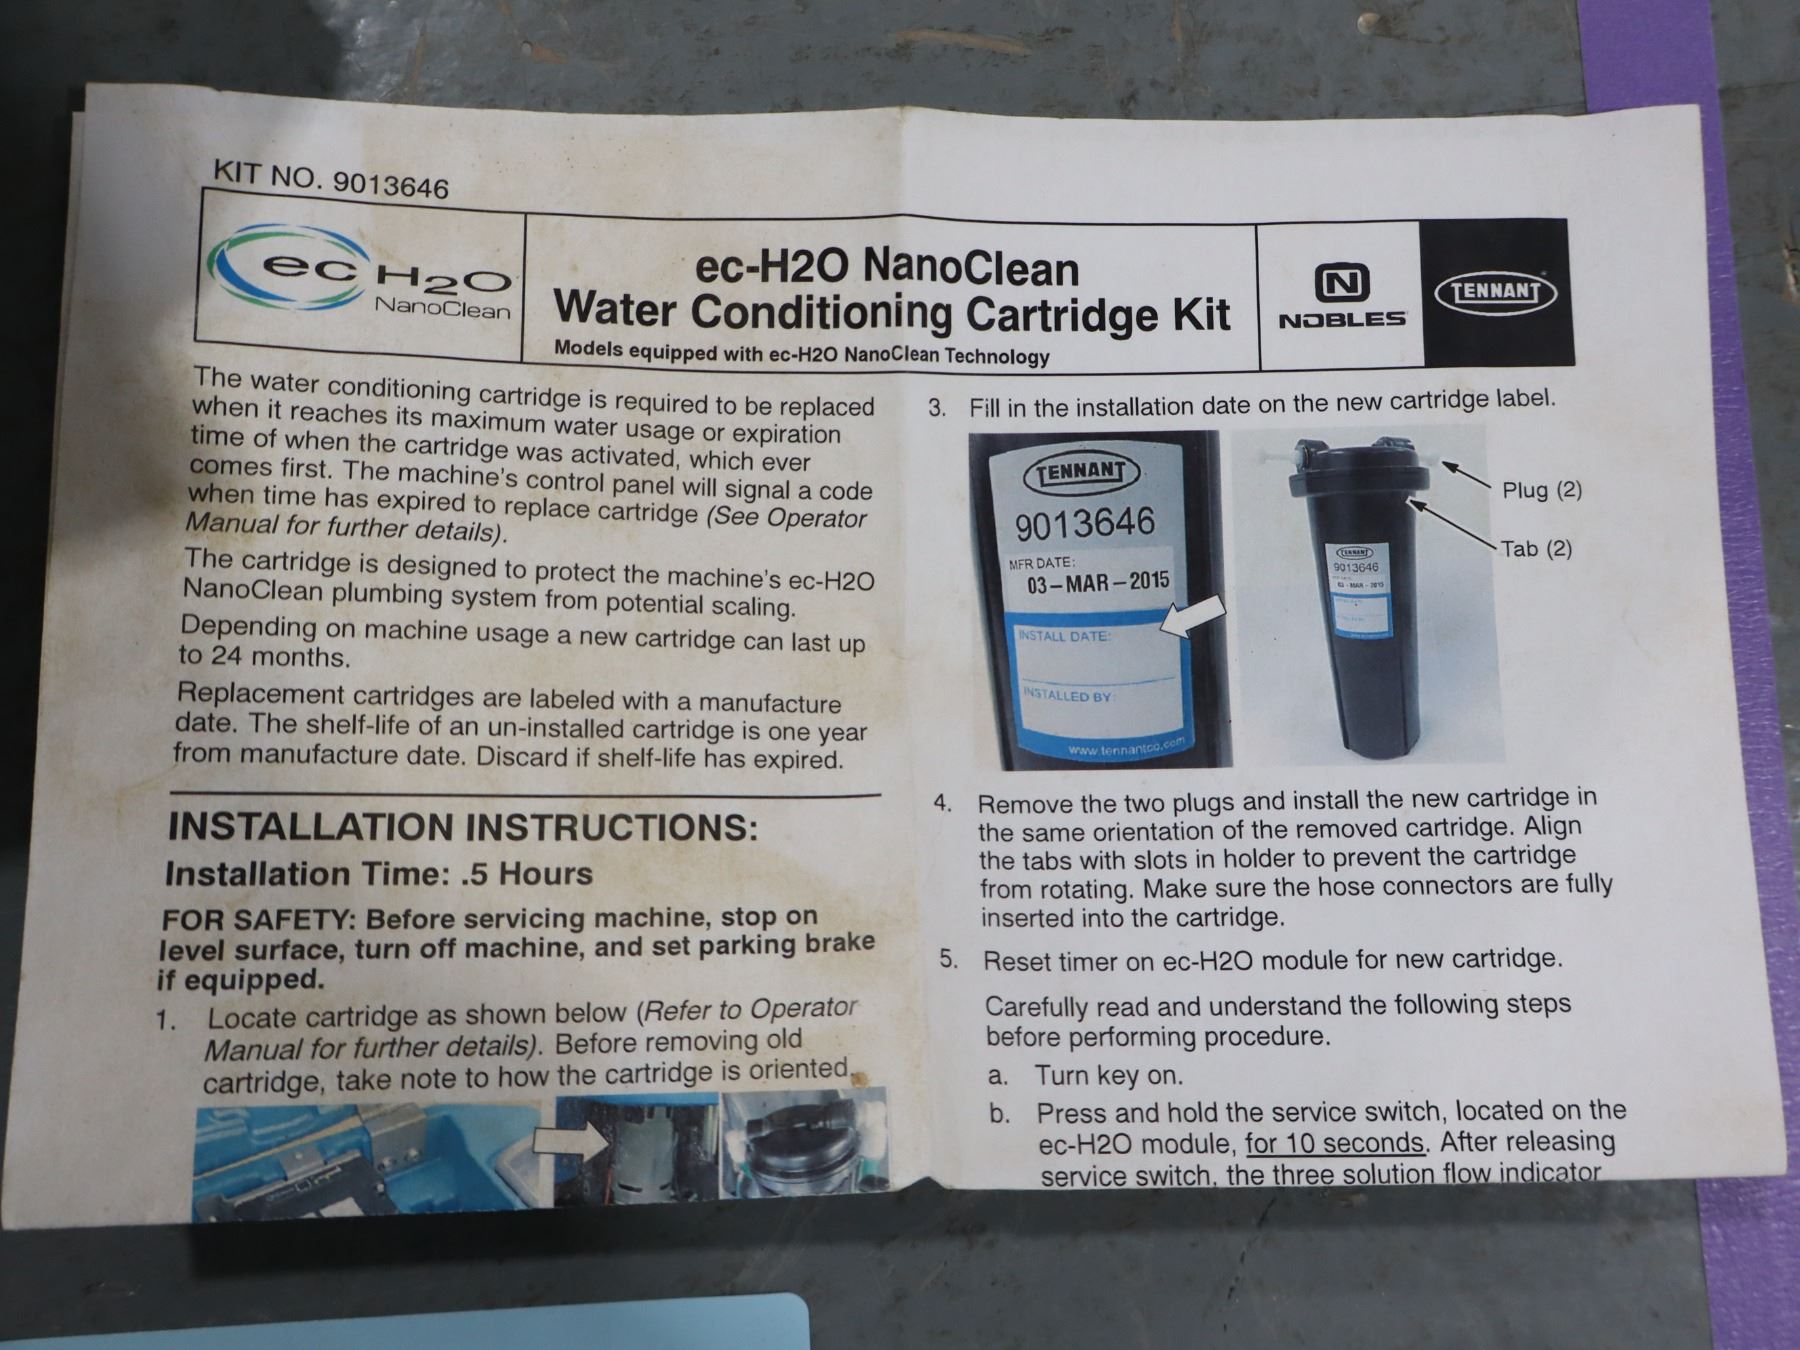 KIT NO. 9013646
ec H2O
NanoClean
ec-H2O NanoClean
Water Conditioning Cartridge Kit
Models equipped with ec-H2O NanoClean Technology
N
NOBLES
TENNANT
The water conditioning cartridge is required to be replaced
when it reaches its maximum water usage or expiration
time of when the cartridge was activated, which ever
comes first. The machine's control panel will signal a code
when time has expired to replace cartridge (See Operator
Manual for further details).
The cartridge is designed to protect the machine's ec-H2O
NanoClean plumbing system from potential scaling.
Depending on machine usage a new cartridge can last up
to 24 months.
Replacement cartridges are labeled with a manufacture
date. The shelf-life of an un-installed cartridge is one year
from manufacture date. Discard if shelf-life has expired.
INSTALLATION INSTRUCTIONS:
Installation Time: .5 Hours
FOR SAFETY: Before servicing machine, stop on
level surface, turn off machine, and set parking brake
if equipped.
1. Locate cartridge as shown below (Refer to Operator
Manual for further details). Before removing old
cartridge, take note to how the cartridge is oriented.
3. Fill in the installation date on the new cartridge label.
TENNANT
9013646
MFR DATE:
03-MAR-2015
INSTALL DATE:
INSTALLED BY:
www.tennantco.com
TENNANT
9013646
03-MAR-2015
Plug (2)
Tab (2)
4. Remove the two plugs and install the new cartridge in
the same orientation of the removed cartridge. Align
the tabs with slots in holder to prevent the cartridge
from rotating. Make sure the hose connectors are fully
inserted into the cartridge.
5. Reset timer on ec-H2O module for new cartridge.
Carefully read and understand the following steps
before performing procedure.
a. Turn key on.
b. Press and hold the service switch, located on the
ec-H2O module, for 10 seconds. After releasing
service switch, the three solution flow indicator